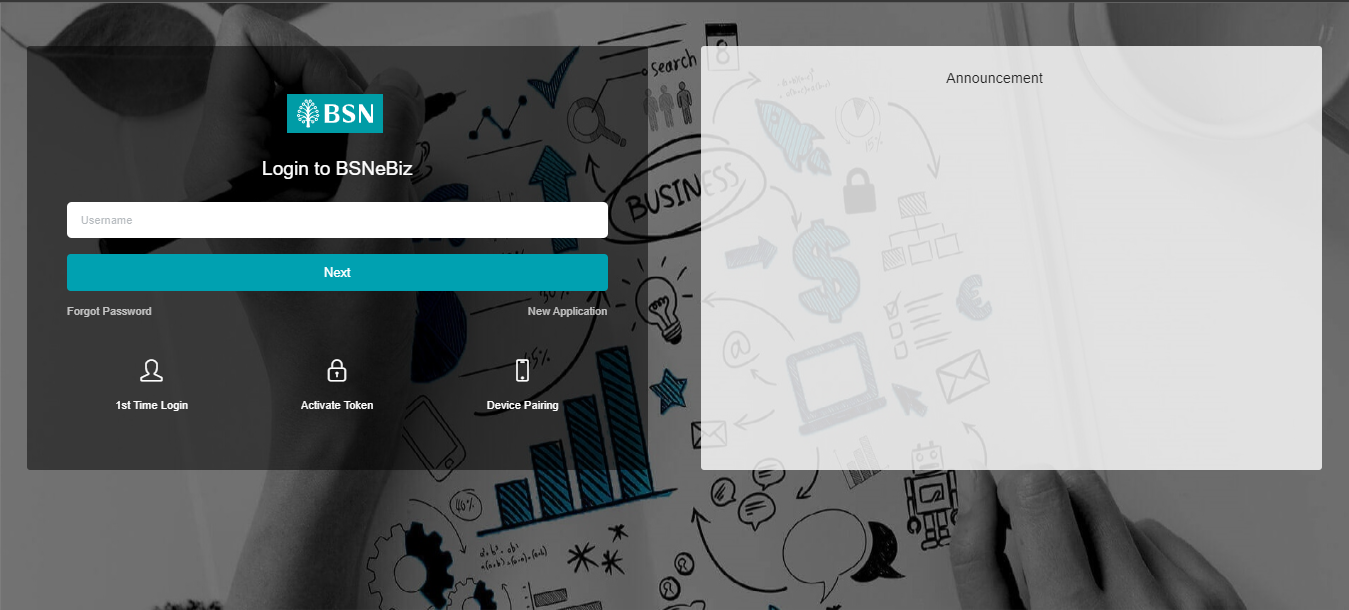 BSN
Login to BSNeBiz
Username
Next
Forgot Password
New Application
1st Time Login
Activate Token
Device Pairing
Announcement
search
BUSINESS
15%
@